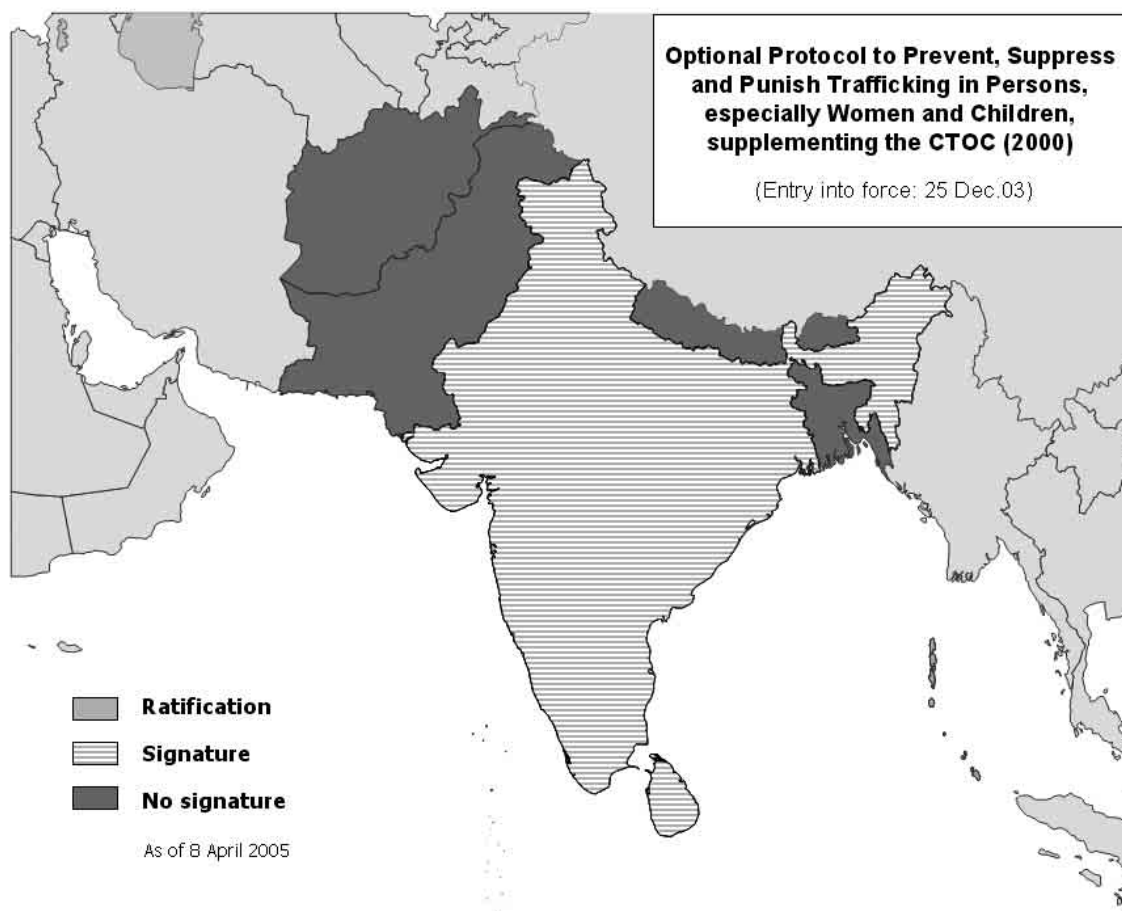 Optional Protocol to Prevent, Suppress
and Punish Trafficking in Persons,
especially Women and Children,
supplementing the CTOC (2000)
(Entry into force: 25 Dec.03)
Ratification
Signature
No signature
As of 8 April 2005